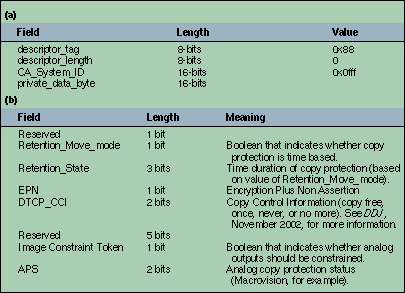 (a)
Field Length Value
descriptor_tag 8-bits 0x88
descriptor_length 8-bits 0
CA_System_ID 16-bits 0x0fff
private_data_byte 16-bits
(b)
Field Length Meaning
Reserved 1 bit
Retention_Move_mode 1 bit Boolean that indicates whether copy
protection is time based.
Retention_State 3 bits Time duration of copy protection (based
on value of Retention_Move_mode).
EPN 1 bit Encryption Plus Non Assertion
DTCP_CCI 2 bits Copy Control Information (copy free,
once, never, or no more). See DDJ,
November 2002, for more information.
Reserved 5 bits
Image Constraint Token 1 bit Boolean that indicates whether analog
outputs should be constrained.
APS 2 bits Analog copy protection status
(Macrovision, for example).